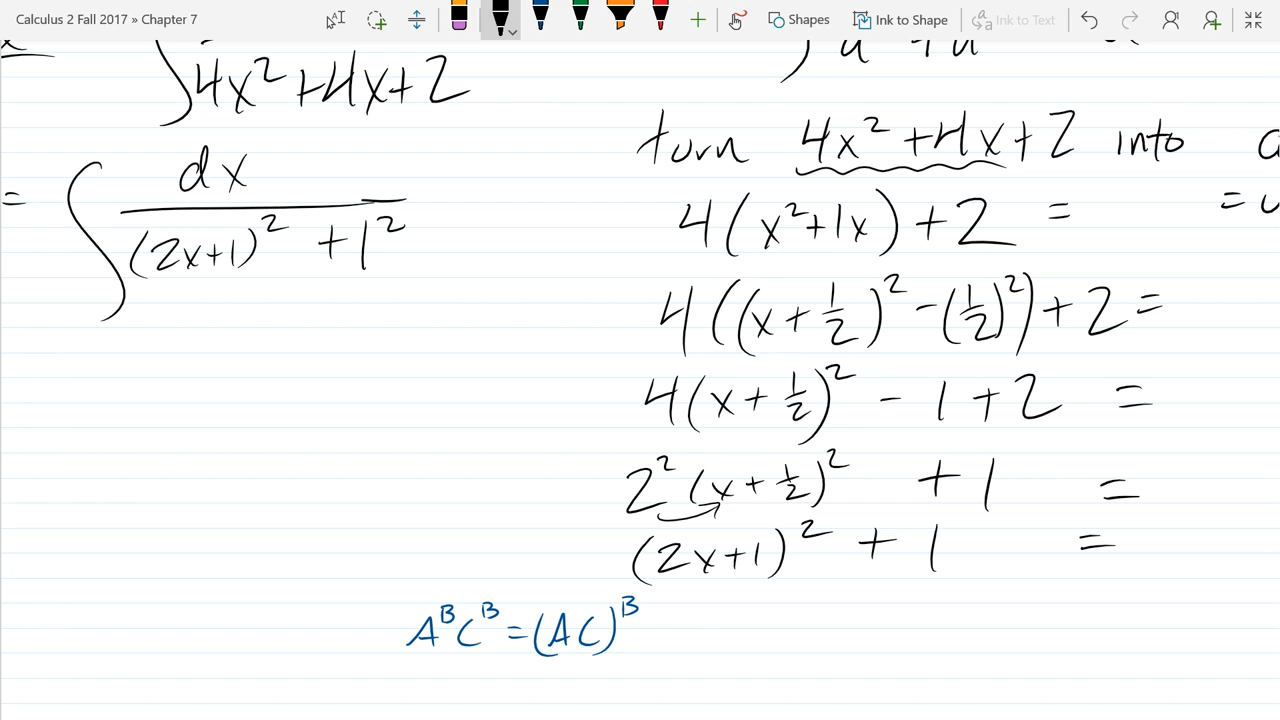 Calculus 2 Fall 2017 » Chapter 7
Shapes
Ink to Shape
Ink to Text
∫ 4x² + 4x + 2
= ∫ dx / ((2x+1)² + 1²)
turn 4x² + 4x + 2 into
4(x² + 1x) + 2 =
4((x + 1/2)² - (1/2)²) + 2 =
4(x + 1/2)² - 1 + 2 =
2² (x + 1/2)² + 1 =
(2x+1)² + 1 =
A^B C^B = (AC)^B